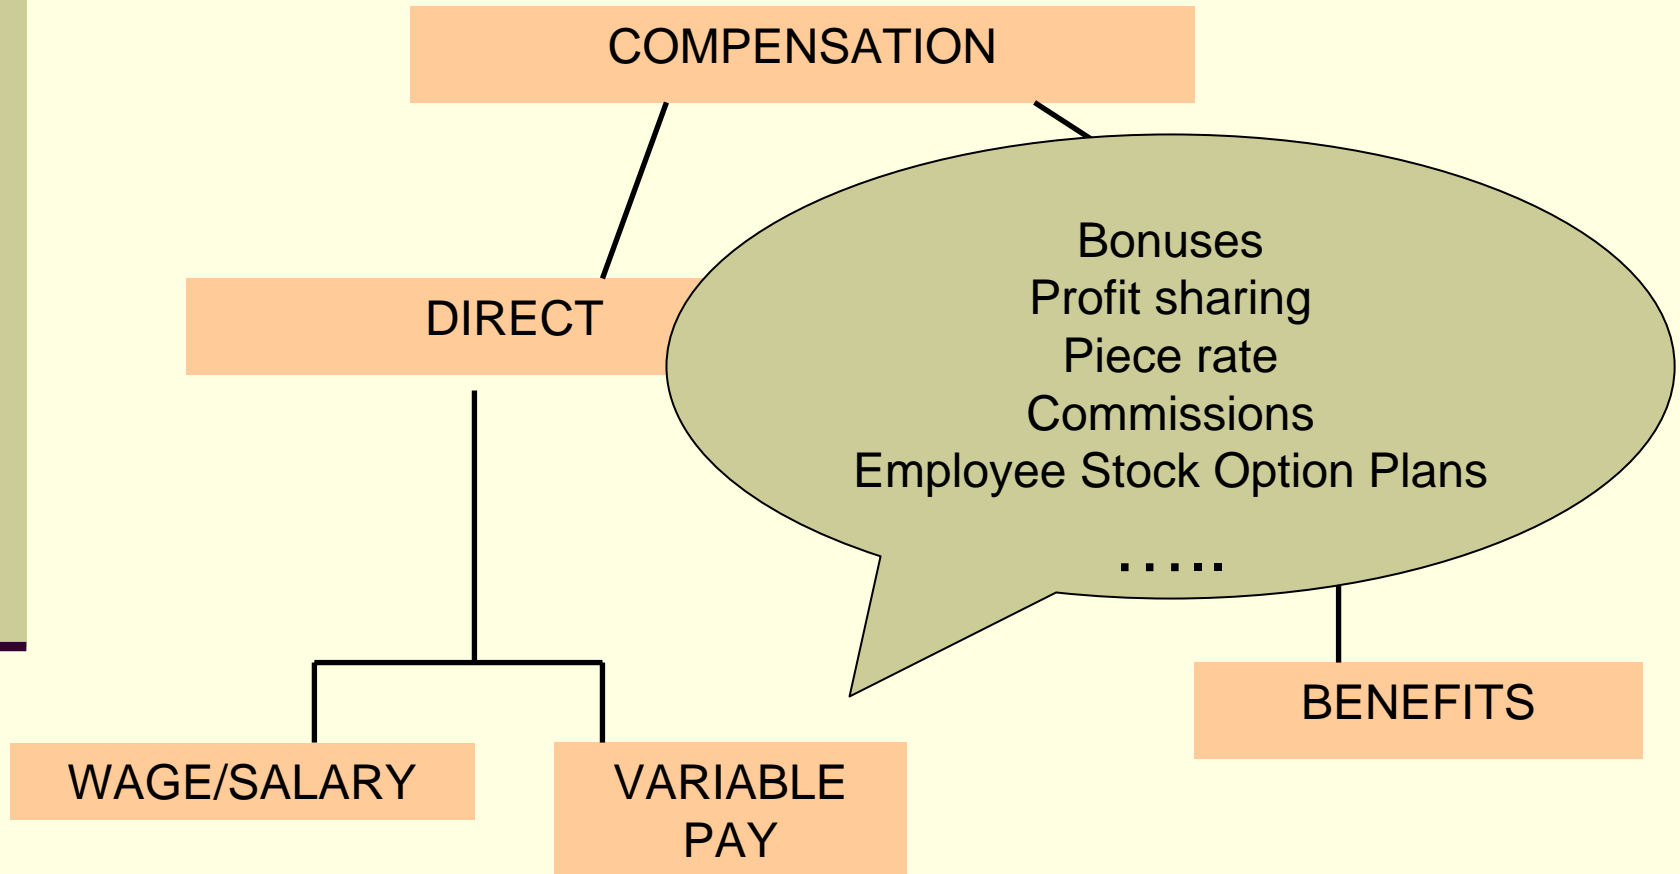 COMPENSATION
DIRECT
Bonuses
Profit sharing
Piece rate
Commissions
Employee Stock Option Plans
…..
BENEFITS
WAGE/SALARY
VARIABLE
PAY